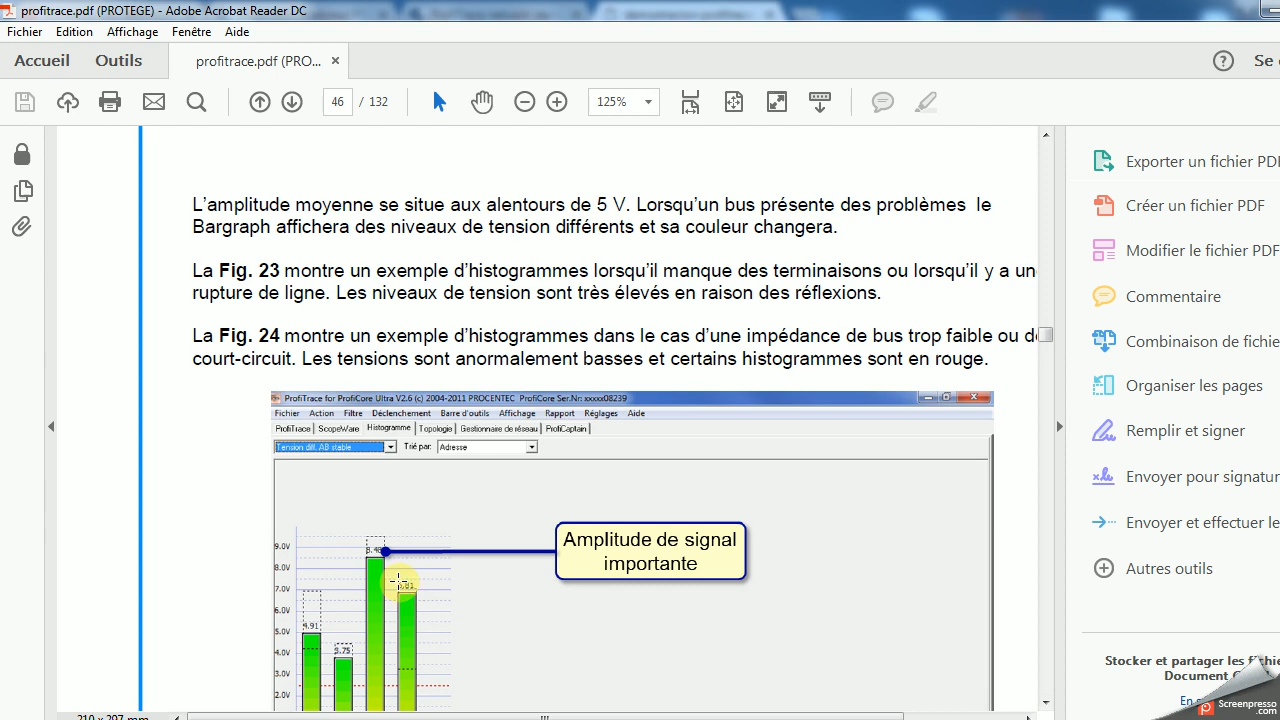 profitrace.pdf (PROTEGE) - Adobe Acrobat Reader DC
Fichier Edition Affichage Fenêtre Aide
Accueil Outils profitrace.pdf (PRO... × ? Se
46 / 132 125%
Exporter un fichier PDF
Créer un fichier PDF
Modifier le fichier PDF
Commentaire
Combinaison de fichie
Organiser les pages
Remplir et signer
Envoyer pour signatur
Envoyer et effectuer le
Autres outils
Stocker et partager les fichie
Document C
En
L'amplitude moyenne se situe aux alentours de 5 V. Lorsqu'un bus présente des problèmes le
Bargraph affichera des niveaux de tension différents et sa couleur changera.
La Fig. 23 montre un exemple d'histogrammes lorsqu'il manque des terminaisons ou lorsqu'il y a un
rupture de ligne. Les niveaux de tension sont très élevés en raison des réflexions.
La Fig. 24 montre un exemple d'histogrammes dans le cas d'une impédance de bus trop faible ou de
court-circuit. Les tensions sont anormalement basses et certains histogrammes sont en rouge.
ProfiTrace for ProfiCore Ultra V2.6 (c) 2004-2011 PROCENTEC ProfiCore Ser.Nr: xxxxx08239
Fichier Action Filtre Déclenchement Barre d'outils Affichage Rapport Réglages Aide
ProfiTrace ScopeWare Histogramme Topologie Gestionnaire de réseau ProfiCaptain
Tension diff. AB stable Trié par: Adresse
Amplitude de signal
importante
9.0V
8.0V
7.0V
6.0V
5.0V
4.0V
3.0V
2.0V
4.91
3.75
210 x 297 mm
Screenpresso
.com